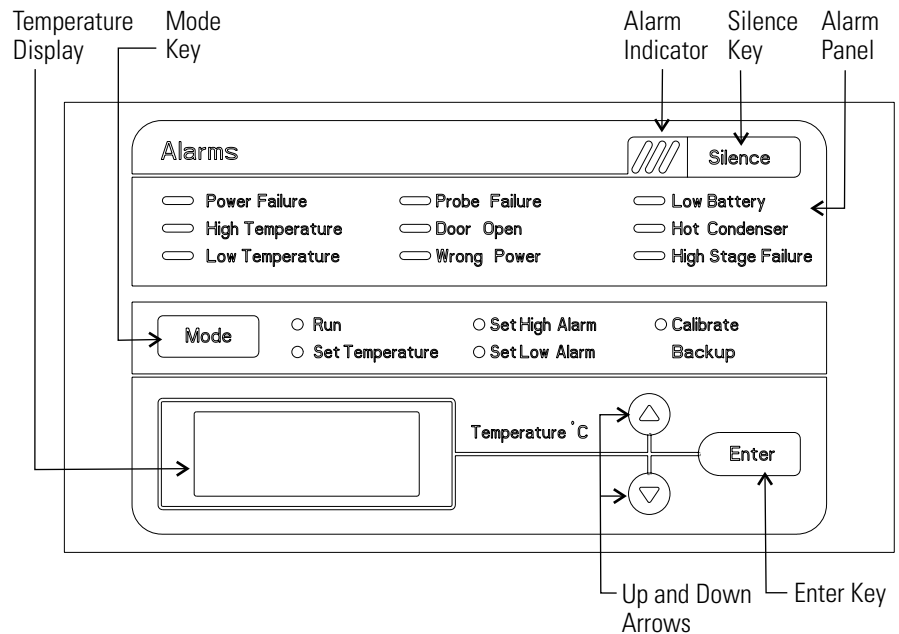 Temperature Display
Mode Key
Alarm Indicator
Silence Key
Alarm Panel
Alarms
Silence
Power Failure
Probe Failure
Low Battery
High Temperature
Door Open
Hot Condenser
Low Temperature
Wrong Power
High Stage Failure
Mode
Run
Set High Alarm
Calibrate
Set Temperature
Set Low Alarm
Backup
Temperature °C
Enter
Up and Down Arrows
Enter Key